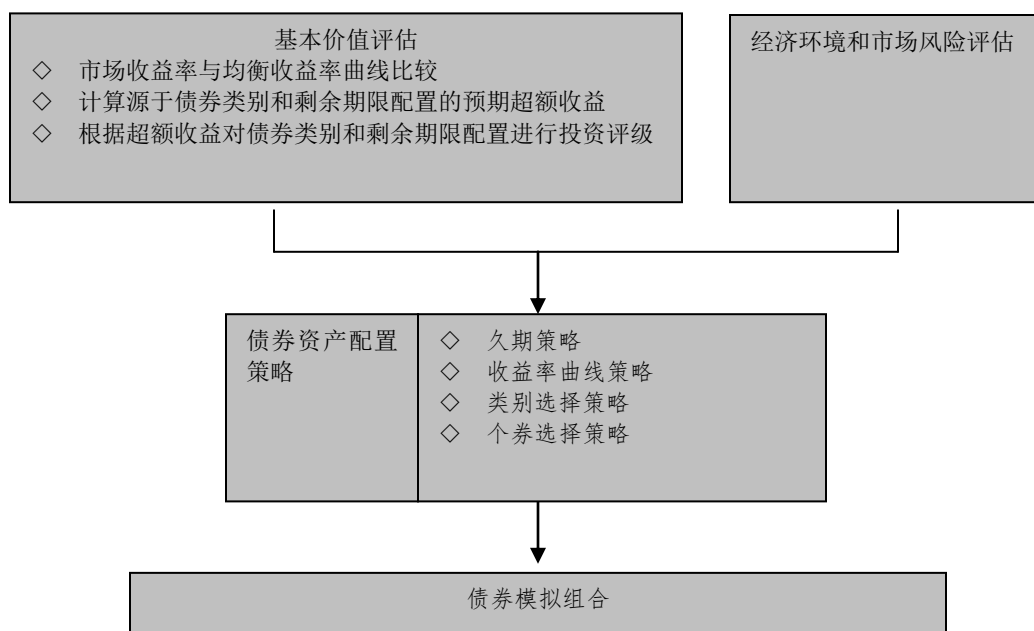 基本价值评估
◇ 市场收益率与均衡收益率曲线比较
◇ 计算源于债券类别和剩余期限配置的预期超额收益
◇ 根据超额收益对债券类别和剩余期限配置进行投资评级
经济环境和市场风险评估
债券资产配置
策略
◇ 久期策略
◇ 收益率曲线策略
◇ 类别选择策略
◇ 个券选择策略
债券模拟组合